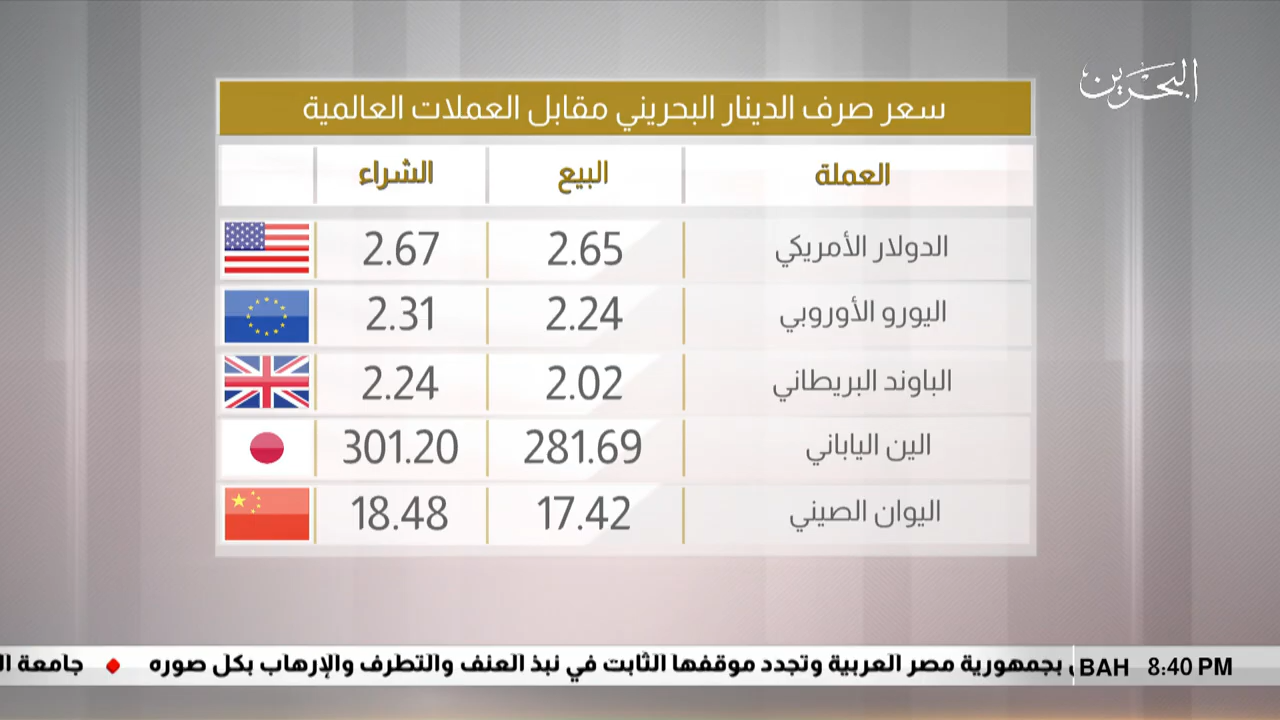 البحرين
سعر صرف الدينار البحريني مقابل العملات العالمية
العملة البيع الشراء
الدولار الأمريكي 2.65 2.67
اليورو الأوروبي 2.24 2.31
الباوند البريطاني 2.02 2.24
الين الياباني 281.69 301.20
اليوان الصيني 17.42 18.48
BAH 8:40 PM
بجمهورية مصر العربية وتجدد موقفها الثابت في نبذ العنف والتطرف والإرهاب بكل صوره جامعة